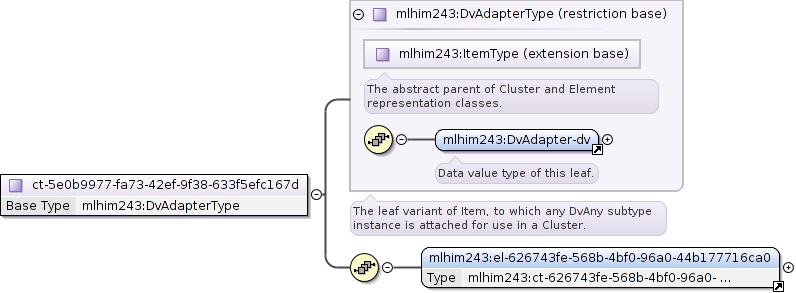 mlhim243:DvAdapterType (restriction base)
mlhim243:ItemType (extension base)
The abstract parent of Cluster and Element
representation classes.
mlhim243:DvAdapter-dv
Data value type of this leaf.
ct-5e0b9977-fa73-42ef-9f38-633f5efc167d
Base Type mlhim243:DvAdapterType
The leaf variant of Item, to which any DvAny subtype
instance is attached for use in a Cluster.
mlhim243:el-626743fe-568b-4bf0-96a0-44b177716ca0
Type mlhim243:ct-626743fe-568b-4bf0-96a0- ...